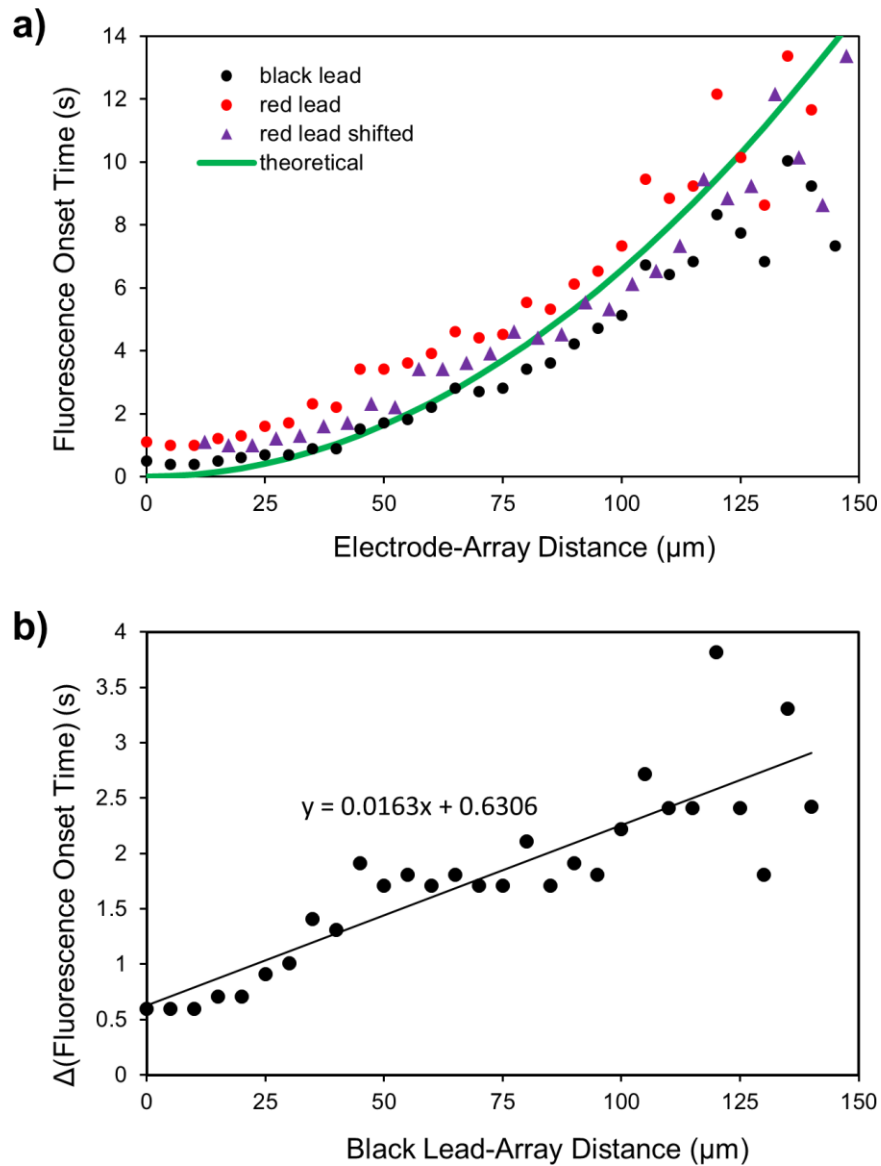 a)
Fluorescence Onset Time (s)
14
12
10
8
6
4
2
0
black lead
red lead
red lead shifted
theoretical
0 25 50 75 100 125 150
Electrode-Array Distance (µm)
b)
Δ(Fluorescence Onset Time) (s)
4
3.5
3
2.5
2
1.5
1
0.5
0
y = 0.0163x + 0.6306
0 25 50 75 100 125 150
Black Lead-Array Distance (µm)